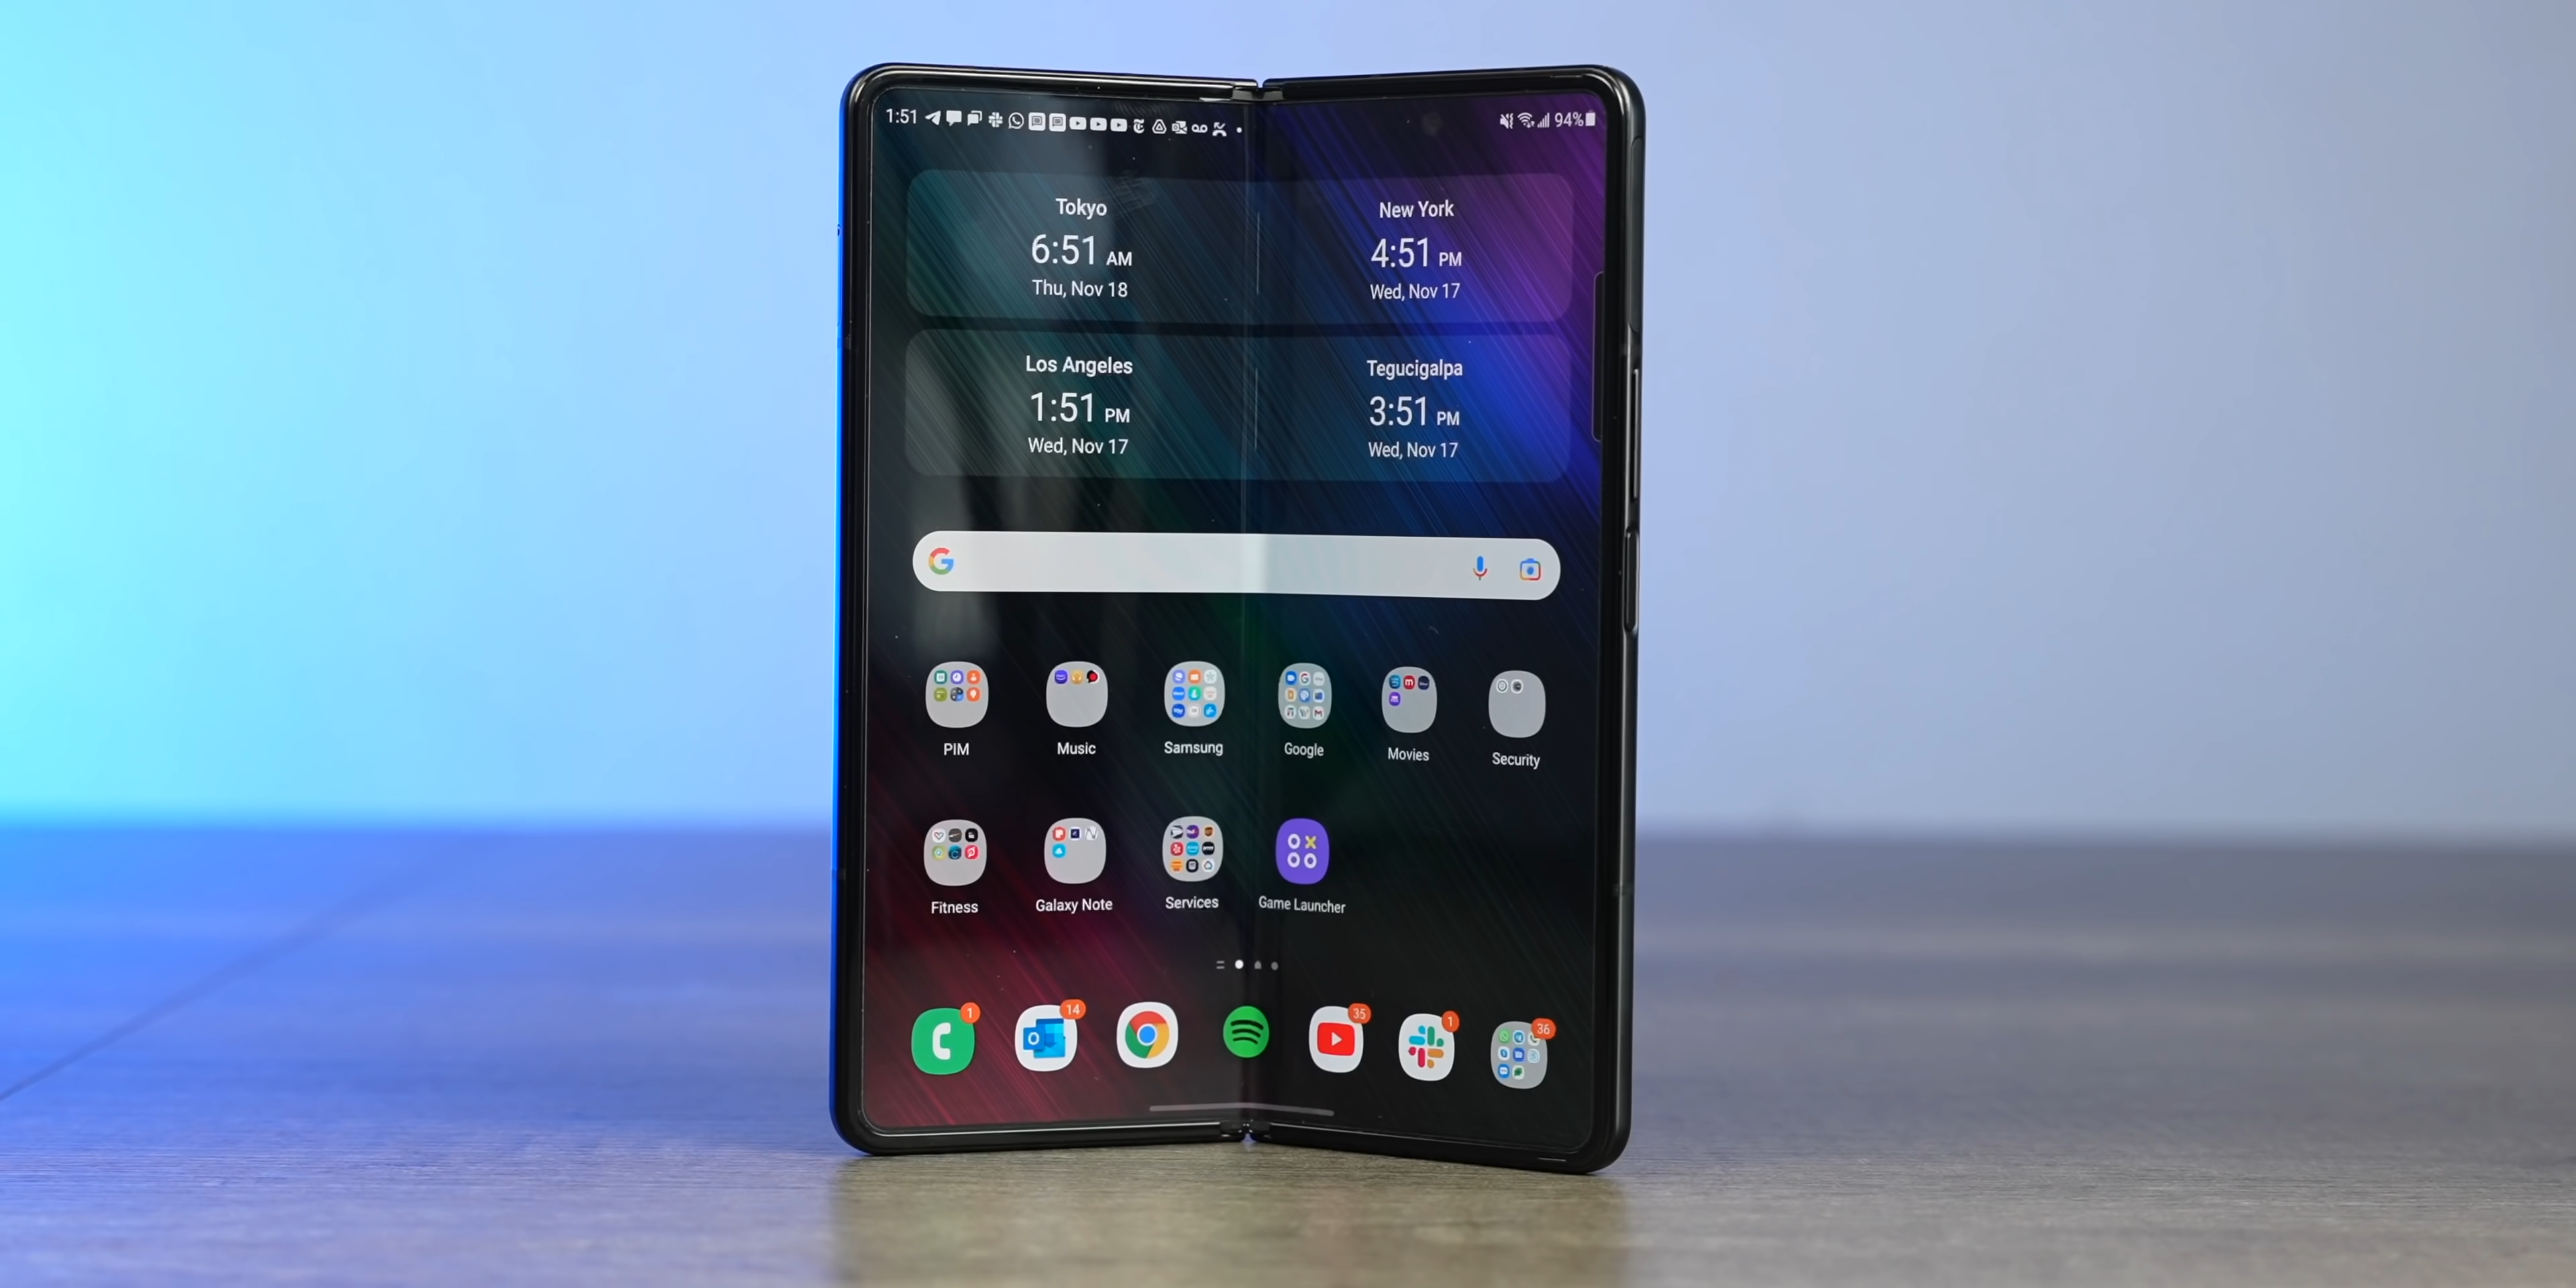 1:51
94%
Tokyo
6:51 AM
Thu, Nov 18
New York
4:51 PM
Wed, Nov 17
Los Angeles
1:51 PM
Wed, Nov 17
Tegucigalpa
3:51 PM
Wed, Nov 17
PIM
Music
Samsung
Google
Movies
Security
Fitness
Galaxy Note
Services
Game Launcher
1
14
35
1
36